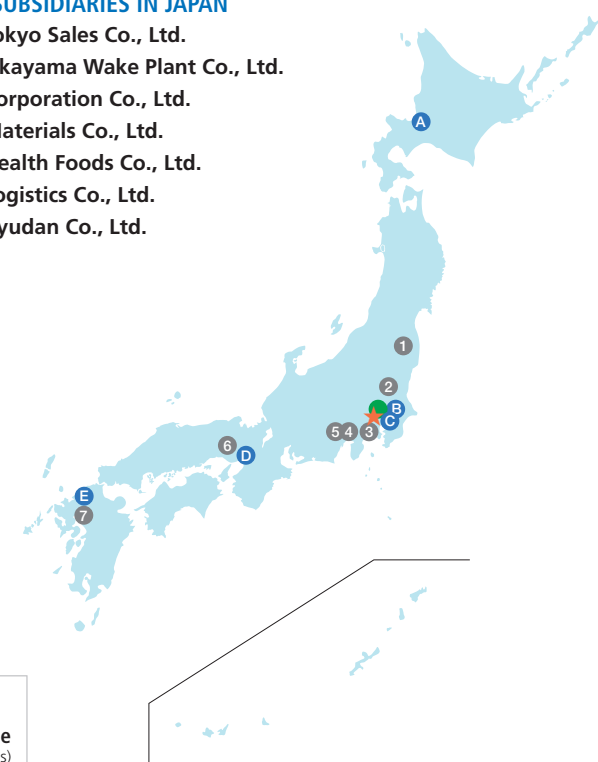 SUBSIDIARIES IN JAPAN
okyo Sales Co., Ltd.
kayama Wake Plant Co., Ltd.
orporation Co., Ltd.
aterials Co., Ltd.
ealth Foods Co., Ltd.
ogistics Co., Ltd.
yudan Co., Ltd.
A
1
2
B
C
5 4 3
6
D
E
7
e
s)